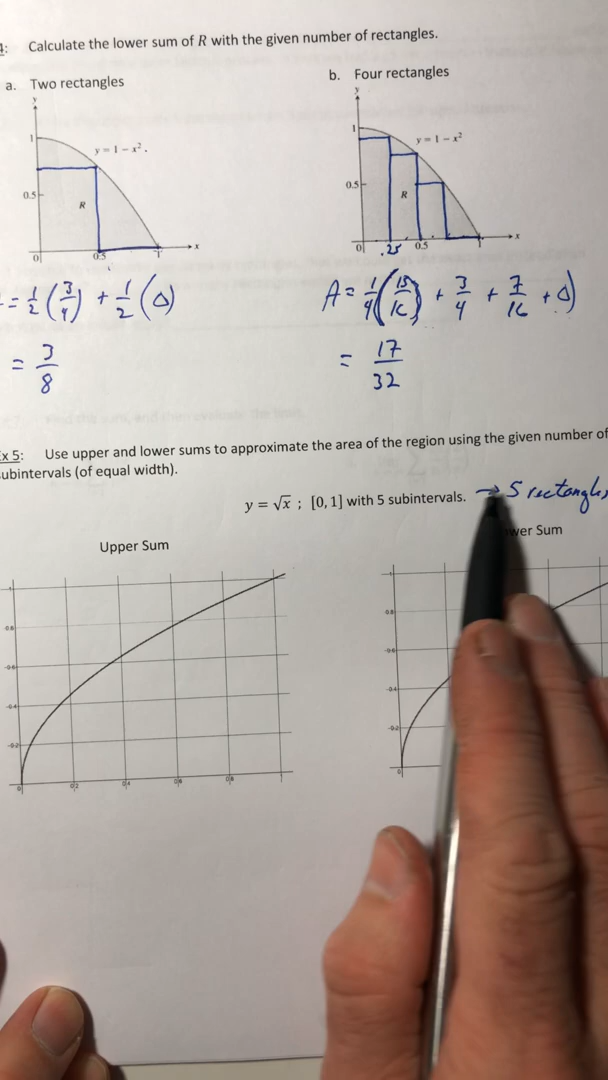 4: Calculate the lower sum of R with the given number of rectangles.
a. Two rectangles
b. Four rectangles
y
1
y = 1 − x².
0.5
R
0
0.5
1
x
y
1
y = 1 − x²
0.5
R
0
.25
0.5
1
x
= 1/2 (3/4) + 1/2 (0)
= 3/8
A = 1/4 (15/16) + 3/4 + 7/16 + 0)
= 17/32
Ex 5: Use upper and lower sums to approximate the area of the region using the given number of
subintervals (of equal width).
y = √x ; [0, 1] with 5 subintervals. → 5 rectangles
Upper Sum
wer Sum
1
0.8
0.6
0.4
0.2
0
0.2
0.4
0.6
0.8
1
0.8
0.6
0.4
0.2
0